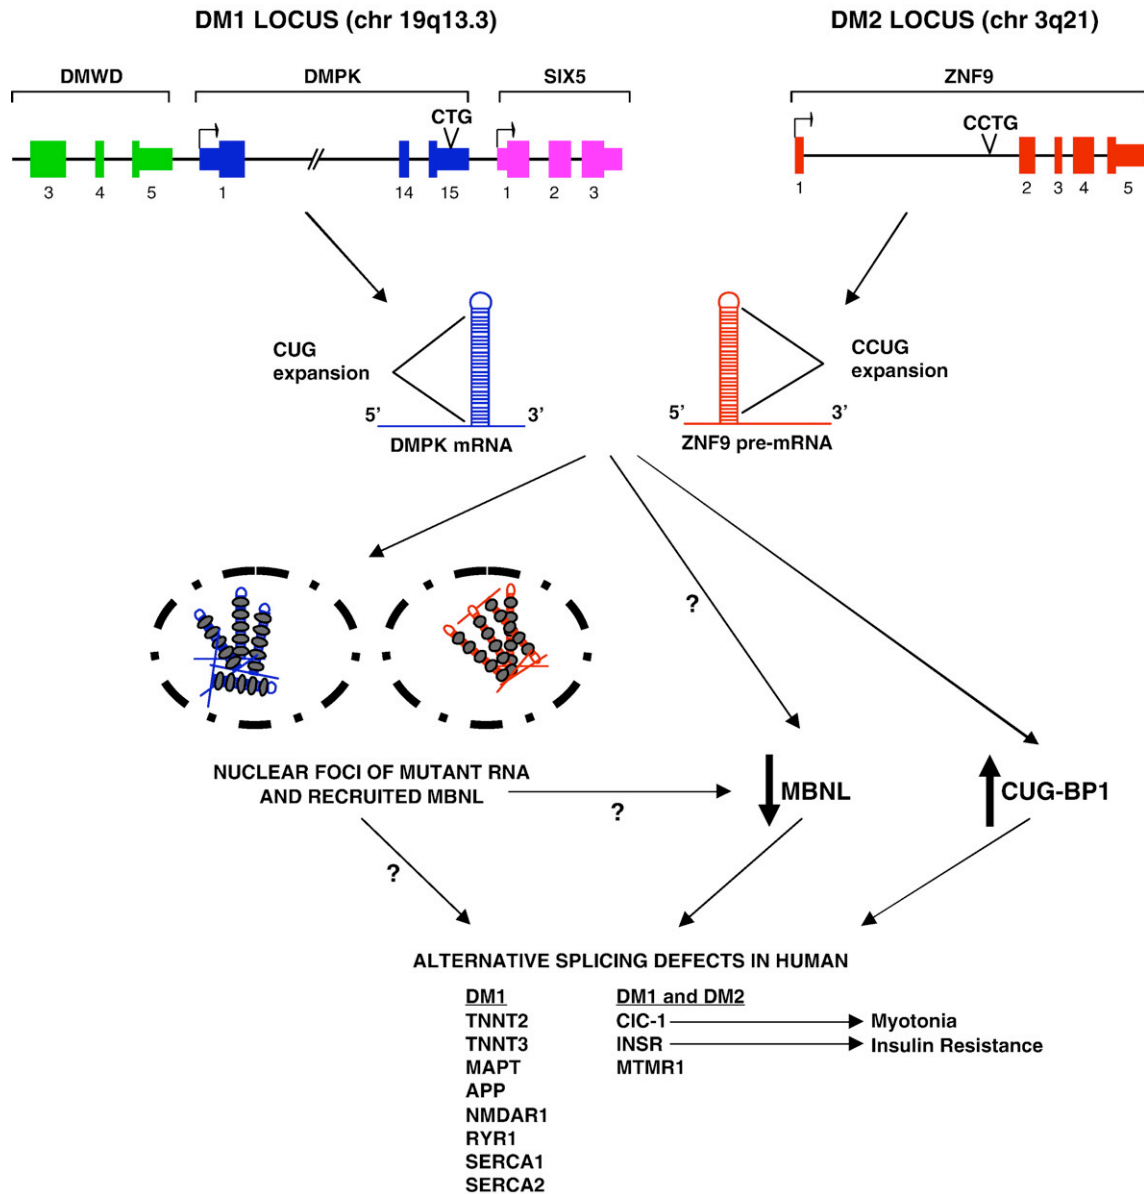 DM1 LOCUS (chr 19q13.3)
DM2 LOCUS (chr 3q21)
DMWD
DMPK
SIX5
ZNF9
CTG
CCTG
3
4
5
1
14
15
1
2
3
1
2
3
4
5
CUG
expansion
5’
3’
DMPK mRNA
CCUG
expansion
5’
3’
ZNF9 pre-mRNA
?
NUCLEAR FOCI OF MUTANT RNA
AND RECRUITED MBNL
?
MBNL
CUG-BP1
?
ALTERNATIVE SPLICING DEFECTS IN HUMAN
DM1
TNNT2
TNNT3
MAPT
APP
NMDAR1
RYR1
SERCA1
SERCA2
DM1 and DM2
ClC-1
INSR
MTMR1
Myotonia
Insulin Resistance